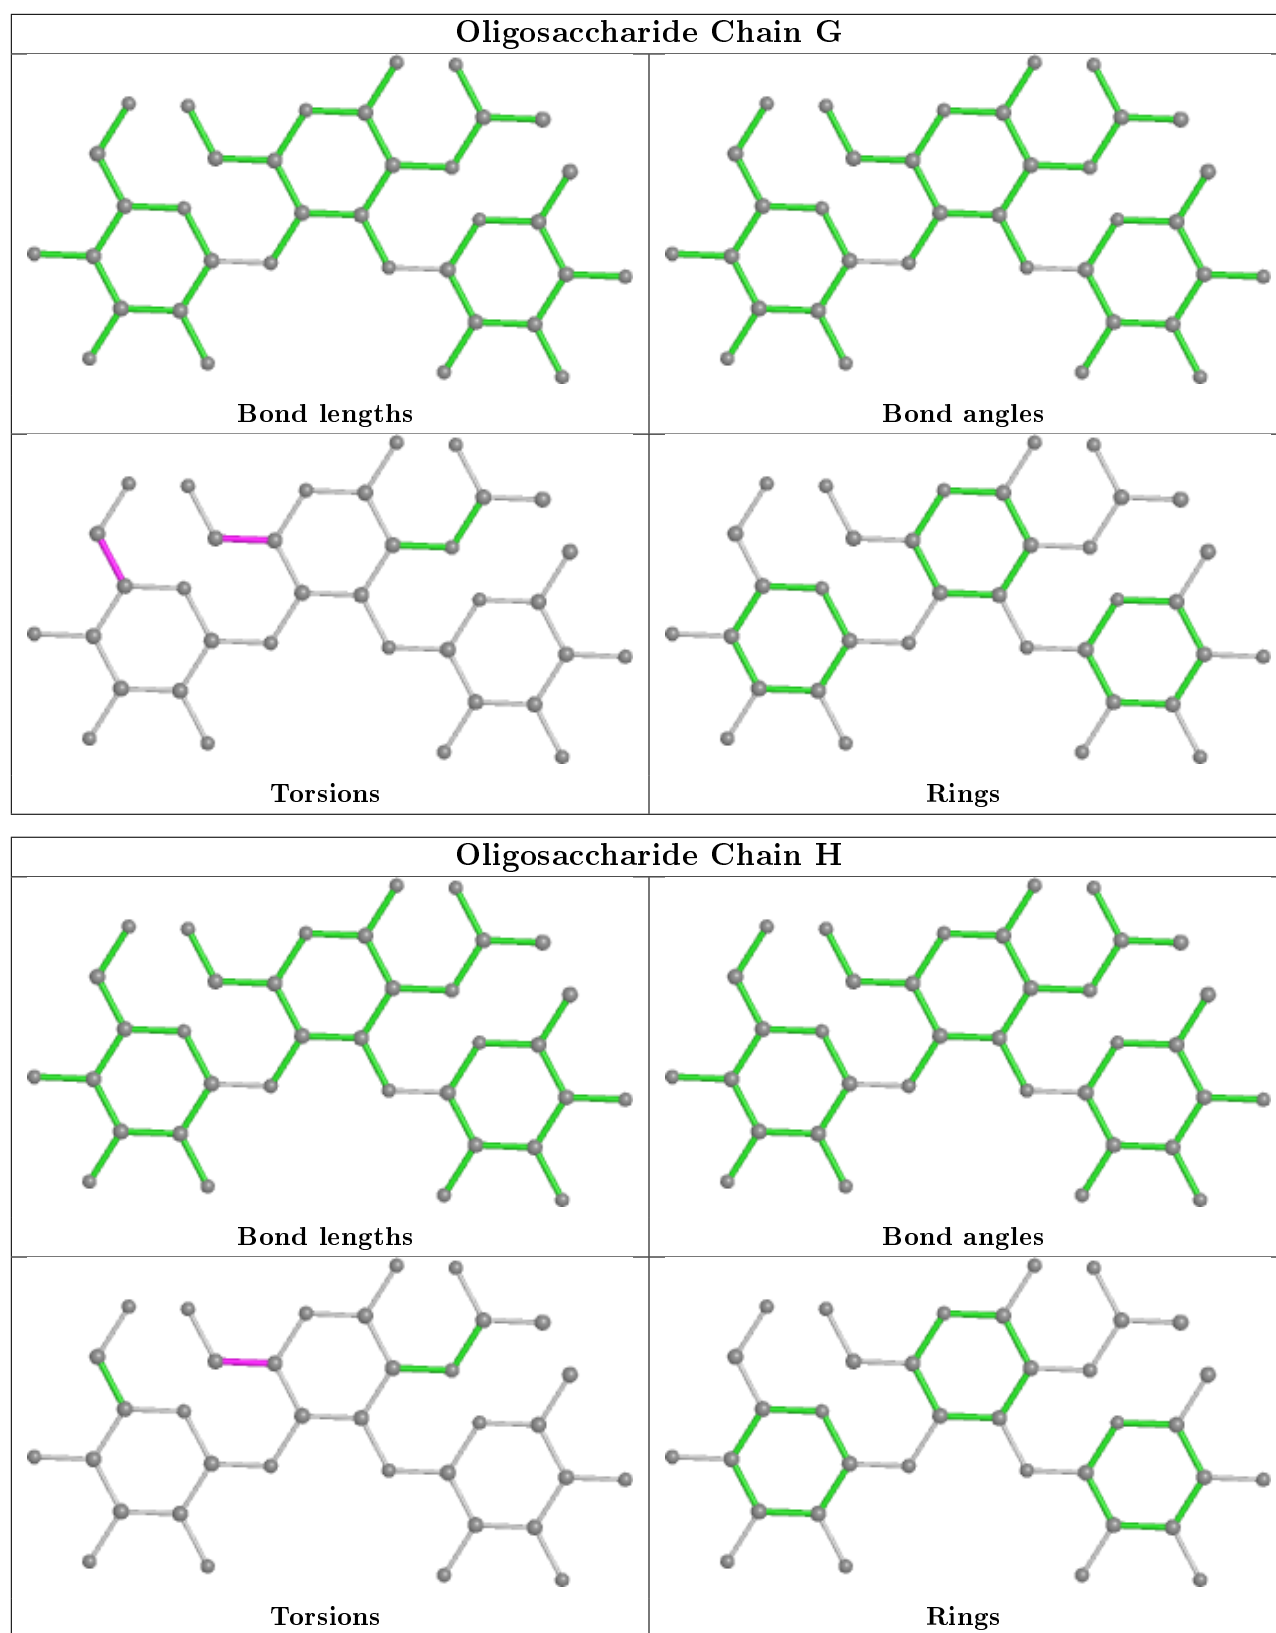 Oligosaccharide Chain G
Bond lengths
Bond angles
Torsions
Rings
Oligosaccharide Chain H
Bond lengths
Bond angles
Torsions
Rings